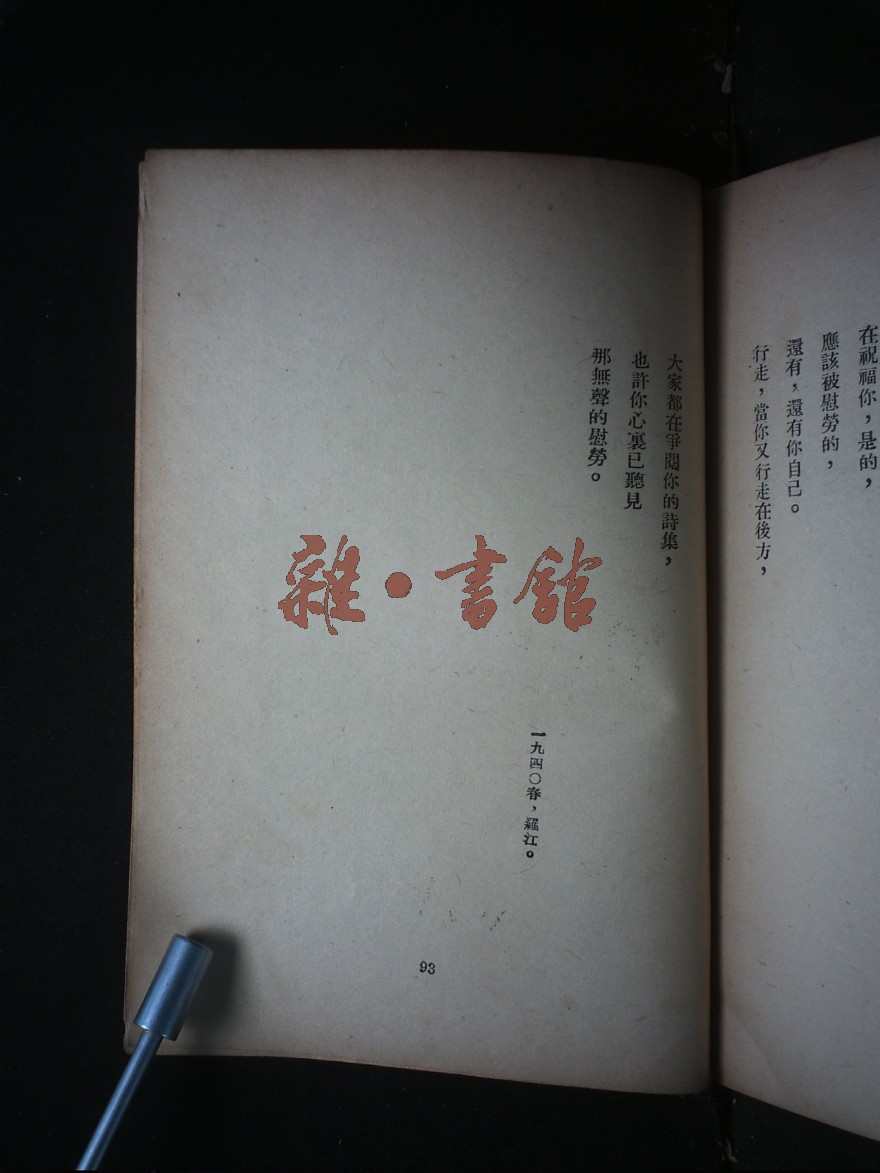 在祝福你，是的，
應該被慰勞的，
還有，還有你自己。
行走，當你又行走在後方，
大家都在爭閱你的詩集，
也許你心裏已聽見
那無聲的慰勞。
一九四〇春，羅江。
93
雜·書館